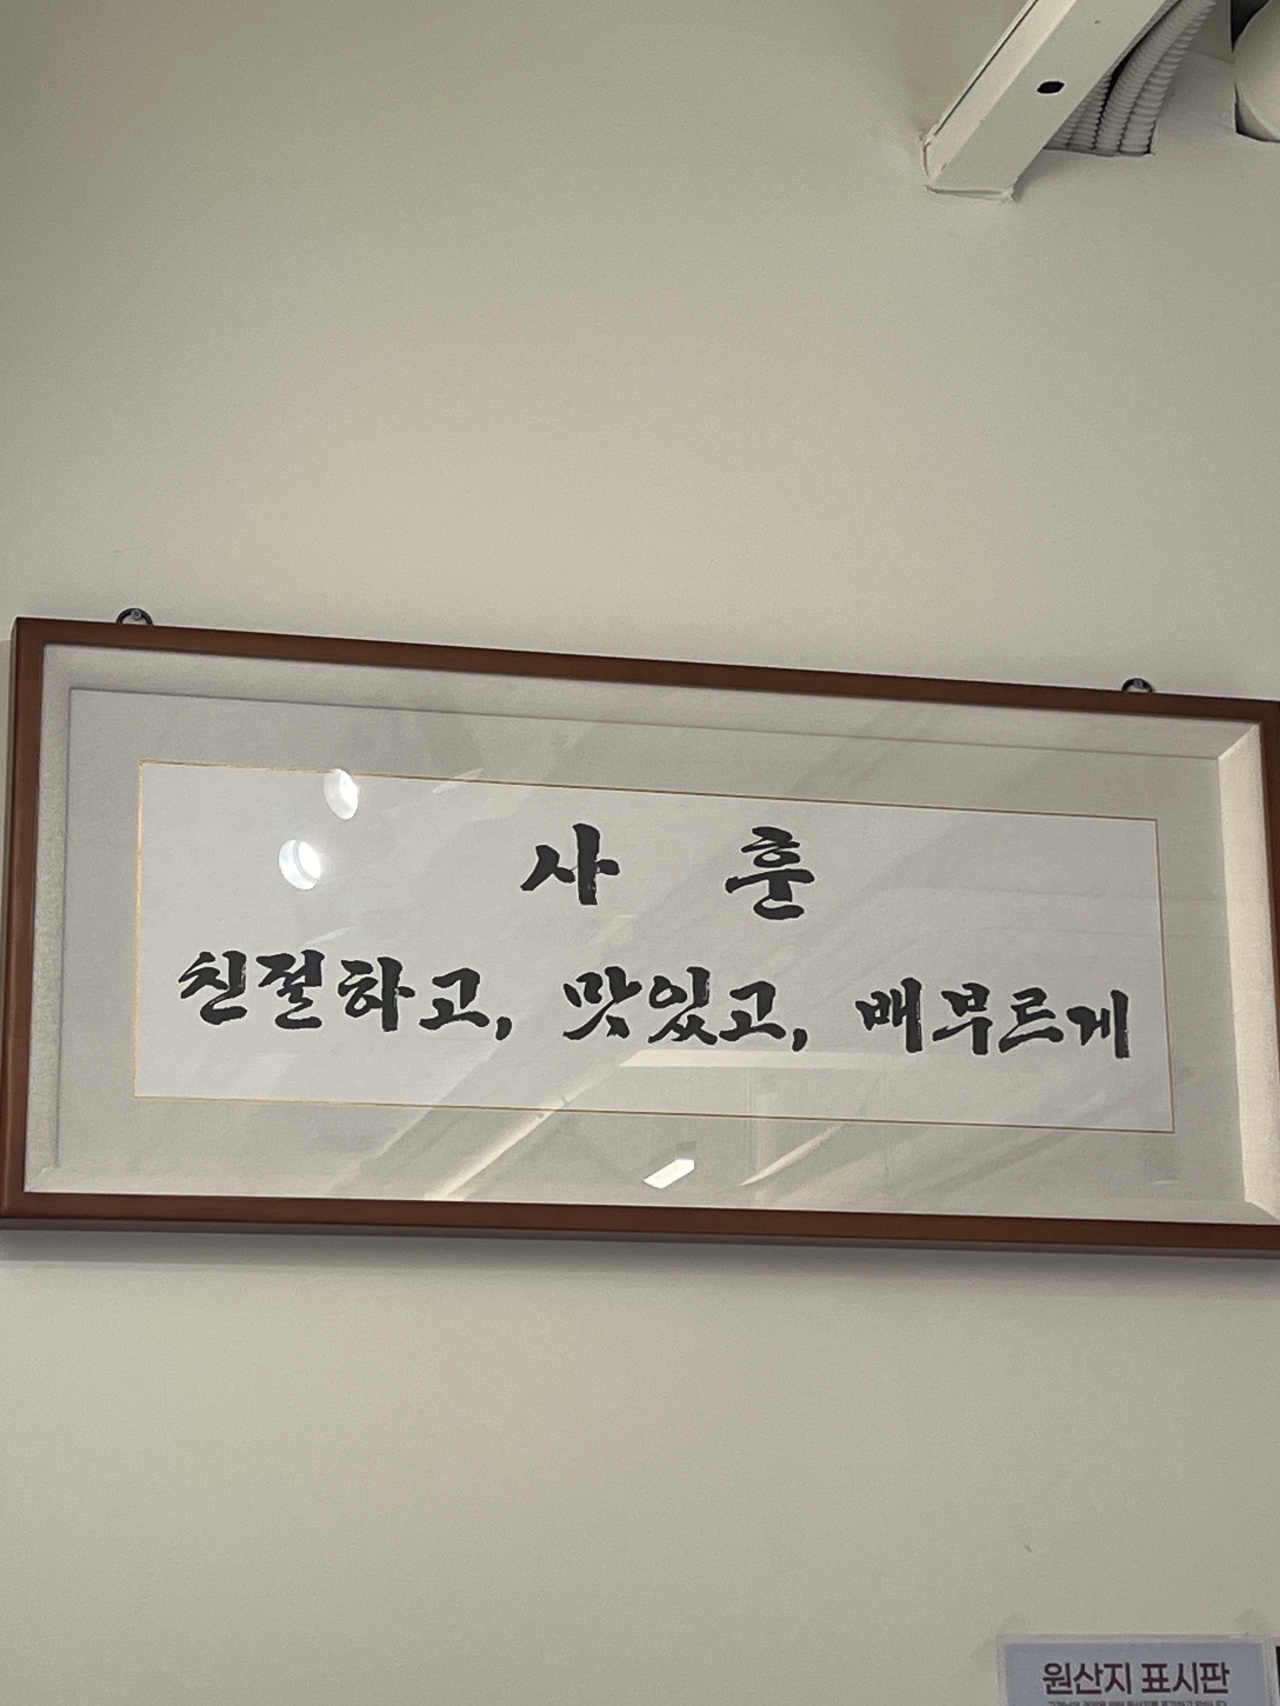 사 훈
친절하고, 맛있고, 배부르게
원산지 표시판